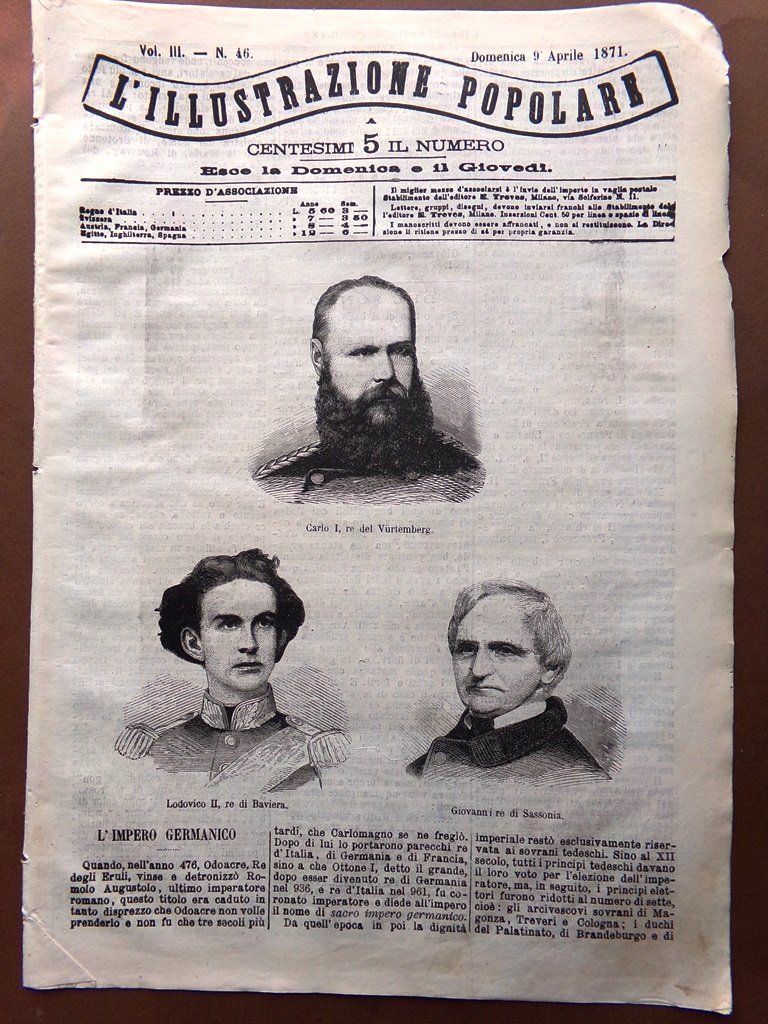 Vol. III. — N. 46.
Domenica 9 Aprile 1871.
L'ILLUSTRAZIONE POPOLARE
CENTESIMI 5 IL NUMERO
Esce la Domenica e il Giovedì.
PREZZO D'ASSOCIAZIONE
Anno Sem.
Regno d'Italia . . . . L. 5 60 3 —
Svizzera . . . . » 7 — 3 50
Austria, Francia, Germania . . . . » 8 — 4 —
Egitto, Inghilterra, Spagna . . . . » 12 — 6 —
Il miglior mezzo d'associarsi è l'invio dell'importo in vaglia postale
Stabilimento dell'editore E. Treves, Milano, via Solferino N. 11.
Lettere, gruppi, disegni, devono inviarsi franchi allo Stabilimento del
l'editore E. Treves, Milano. Inserzioni Cent. 50 per linea o spazio di linea
I manoscritti devono essere affrancati, e non si restituiscono. La Dire
sione li ritiene presso di sé per propria garanzia.
Carlo I, re del Vürtemberg.
Lodovico II, re di Baviera.
Giovanni re di Sassonia.
L'IMPERO GERMANICO
Quando, nell'anno 476, Odoacre, Re
degli Eruli, vinse e detronizzò Ro-
molo Augustolo, ultimo imperatore
romano, questo titolo era caduto in
tanto disprezzo che Odoacre non volle
prenderlo e non fu che tre secoli più
tardi, che Carlomagno se ne fregiò.
Dopo di lui lo portarono parecchi re
d'Italia, di Germania e di Francia,
sino a che Ottone I, detto il grande,
dopo esser divenuto re di Germania
nel 936, e re d'Italia nel 961, fu co-
ronato imperatore e diede all'impero
il nome di sacro impero germanico.
Da quell'epoca in poi la dignità
imperiale restò esclusivamente riser-
vata ai sovrani tedeschi. Sino al XII
secolo, tutti i principi tedeschi davano
il loro voto per l'elezione dell'impe-
ratore, ma, in seguito, i principi elet-
tori furono ridotti al numero di sette,
cioè: gli arcivescovi sovrani di Ma-
gonza, Treveri e Cologna; i duchi
del Palatinato, di Brandeburgo e di